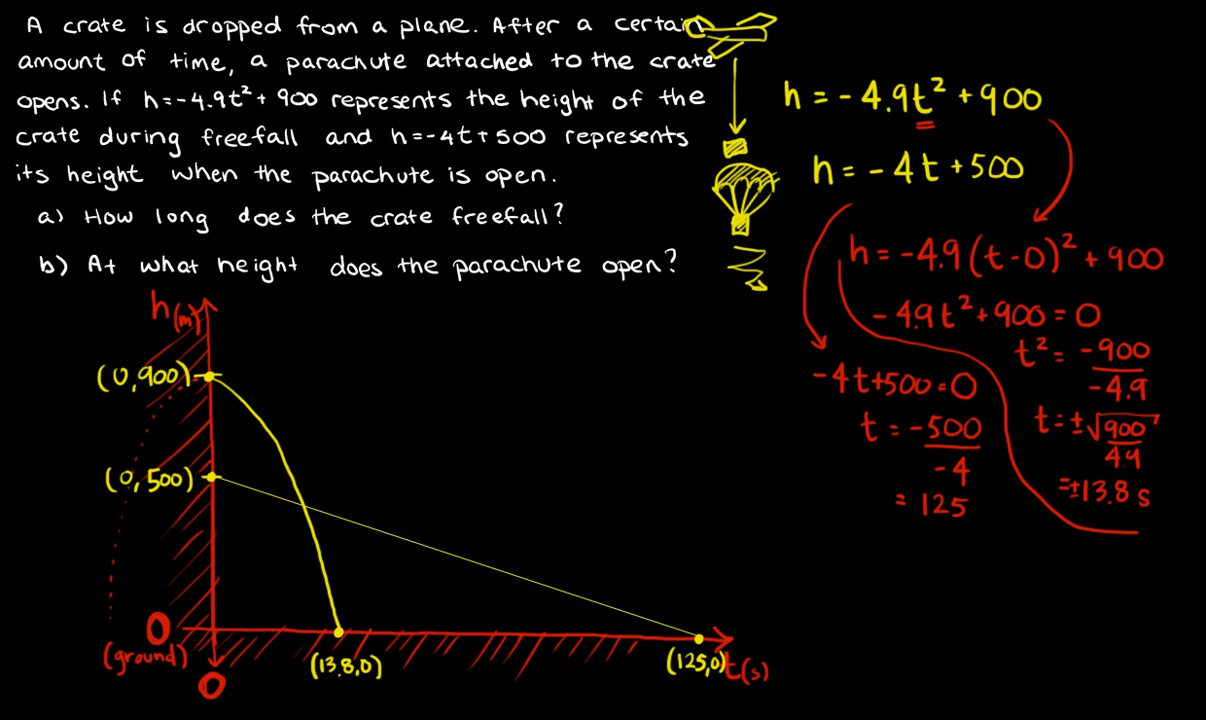 A crate is dropped from a plane. After a certain
amount of time, a parachute attached to the crate
opens. If h=-4.9t²+900 represents the height of the
crate during freefall and h=-4t+500 represents
its height when the parachute is open.
a) How long does the crate freefall?
b) At what height does the parachute open?
h = -4.9t² +900
h = -4t +500
h = -4.9(t-0)² + 900
-4.9t²+900 = 0
t² = -900
-4.9
t = ±√900
4.9
= ±13.8 s
-4t+500=0
t = -500
-4
= 125
h(m)
(0,900)
(0,500)
0
(ground)
0
(13.8,0)
(125,0)
t(s)